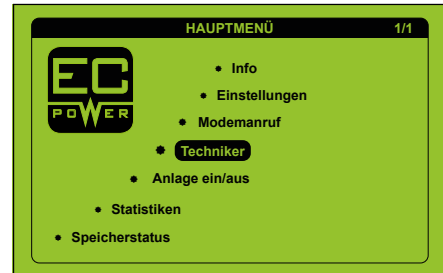 HAUPTMENÜ 1/1
EC
POWER
Info
Einstellungen
Modemanruf
Techniker
Anlage ein/aus
Statistiken
Speicherstatus